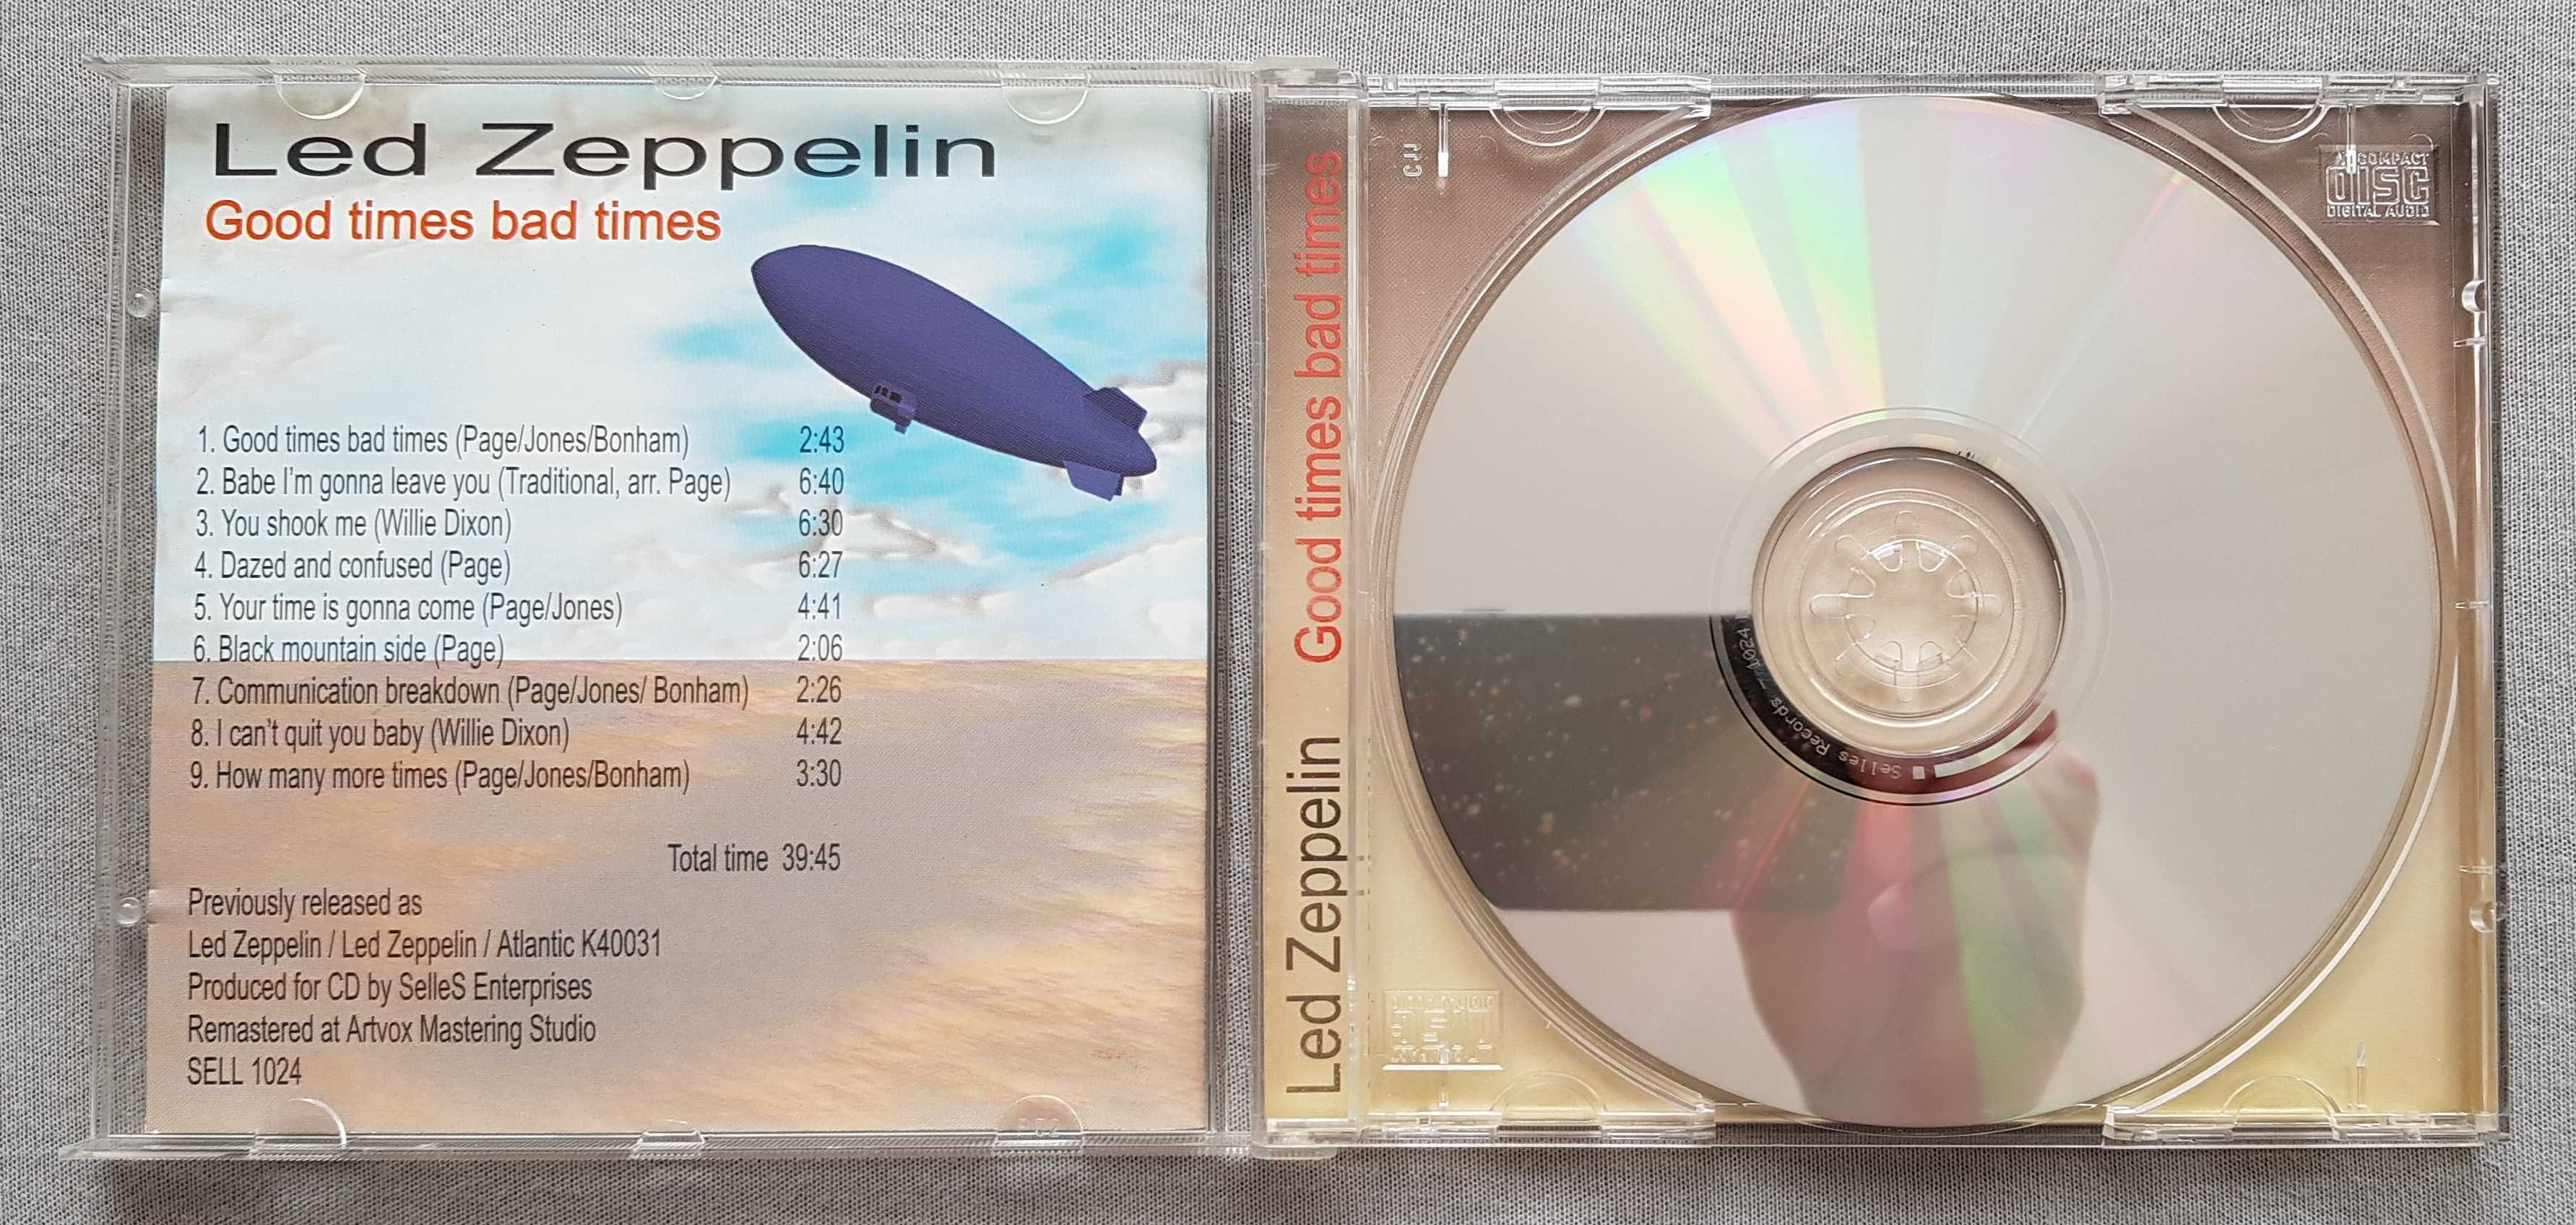 Led Zeppelin
Good times bad times
1. Good times bad times (Page/Jones/Bonham) 2:43
2. Babe I'm gonna leave you (Traditional, arr. Page) 6:40
3. You shook me (Willie Dixon) 6:30
4. Dazed and confused (Page) 6:27
5. Your time is gonna come (Page/Jones) 4:41
6. Black mountain side (Page) 2:06
7. Communication breakdown (Page/Jones/ Bonham) 2:26
8. I can't quit you baby (Willie Dixon) 4:42
9. How many more times (Page/Jones/Bonham) 3:30
Total time 39:45
Previously released as
Led Zeppelin / Led Zeppelin / Atlantic K40031
Produced for CD by SelleS Enterprises
Remastered at Artvox Mastering Studio
SELL 1024
Led Zeppelin Good times bad times
CJJ
COMPACT
DISC
DIGITAL AUDIO
Selles Records 1024